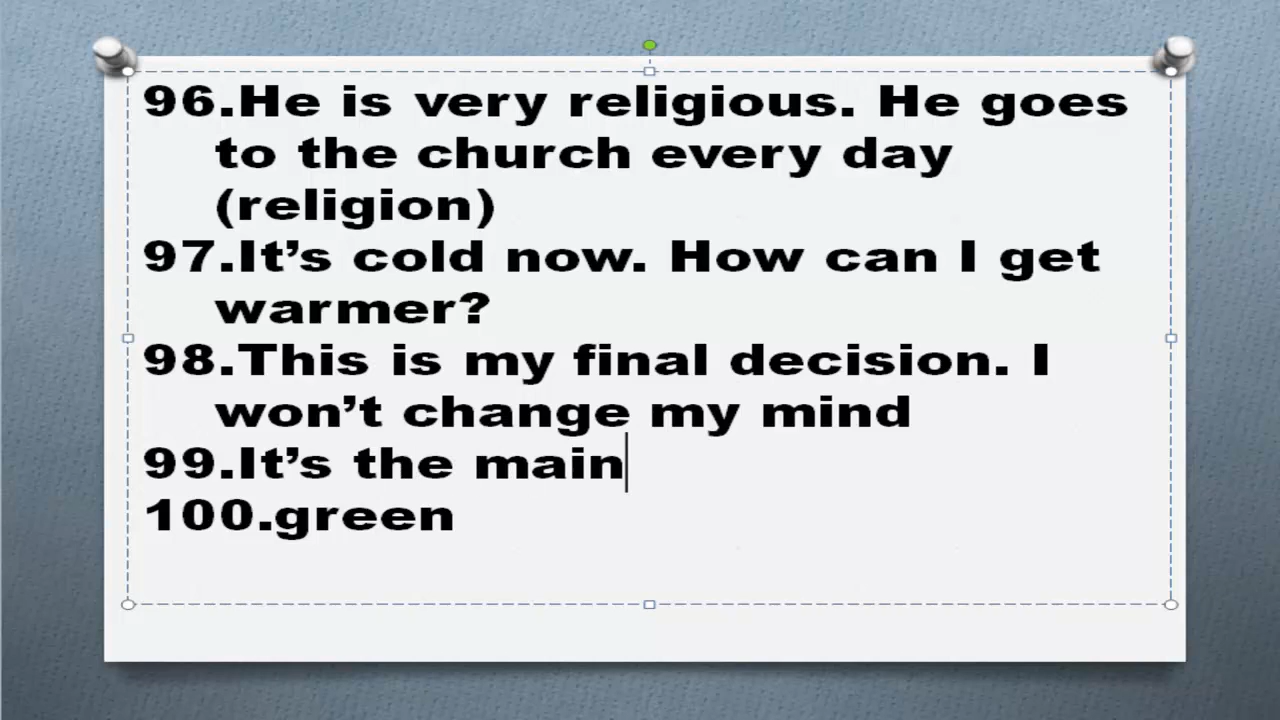 96.He is very religious. He goes
to the church every day
(religion)
97.It’s cold now. How can I get
warmer?
98.This is my final decision. I
won’t change my mind
99.It’s the main
100.green